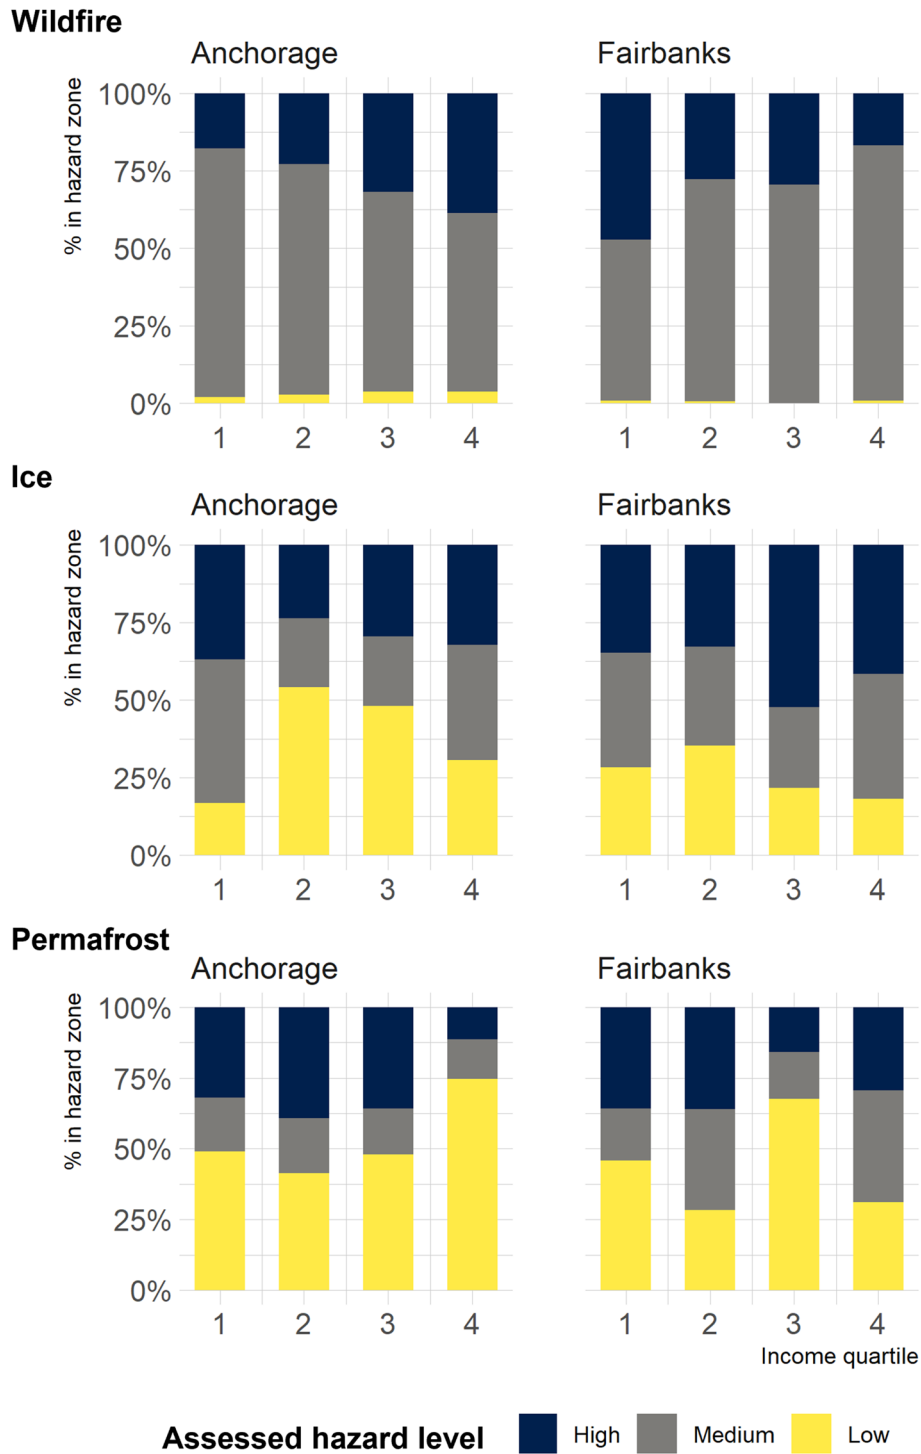 Wildfire
Anchorage Fairbanks
% in hazard zone
100%
75%
50%
25%
0%
1 2 3 4 1 2 3 4
Ice
Anchorage Fairbanks
% in hazard zone
100%
75%
50%
25%
0%
1 2 3 4 1 2 3 4
Permafrost
Anchorage Fairbanks
% in hazard zone
100%
75%
50%
25%
0%
1 2 3 4 1 2 3 4
Income quartile
Assessed hazard level High Medium Low